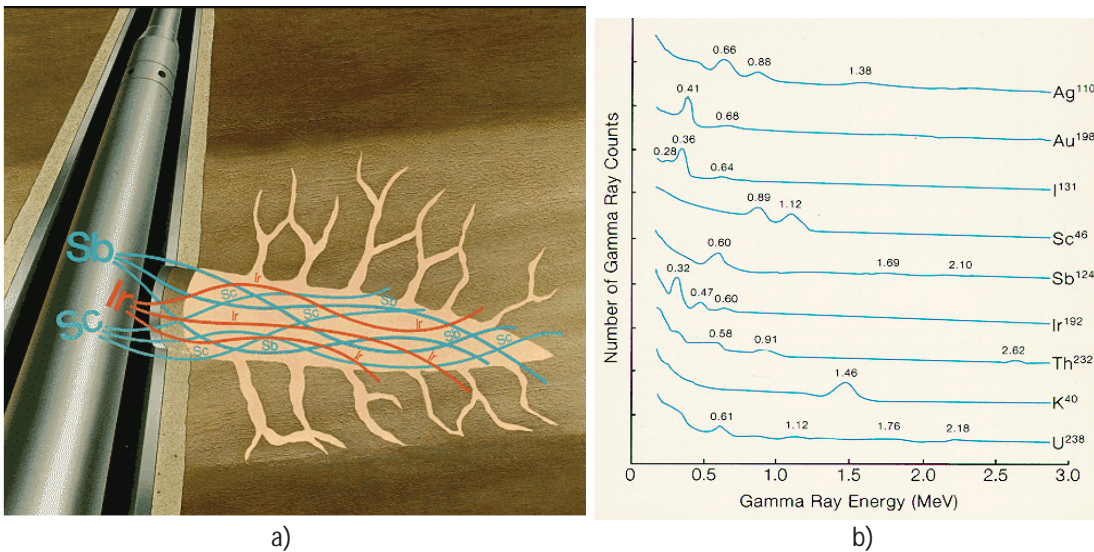 Sb
Ir
Sc
Ir
Sc
Sb
Ir
Sc
Sb
Sc
Sb
Ir
Ir
Sc
a)
0.66
0.88
1.38
Ag110
0.41
0.68
Au198
0.28
0.36
0.64
I131
0.89
1.12
Sc46
0.60
1.69
2.10
Sb124
0.32
0.47
0.60
Ir192
0.58
0.91
2.62
Th232
1.46
K40
0.61
1.12
1.76
2.18
U238
Number of Gamma Ray Counts
0 0.5 1.0 1.5 2.0 2.5 3.0
Gamma Ray Energy (MeV)
b)